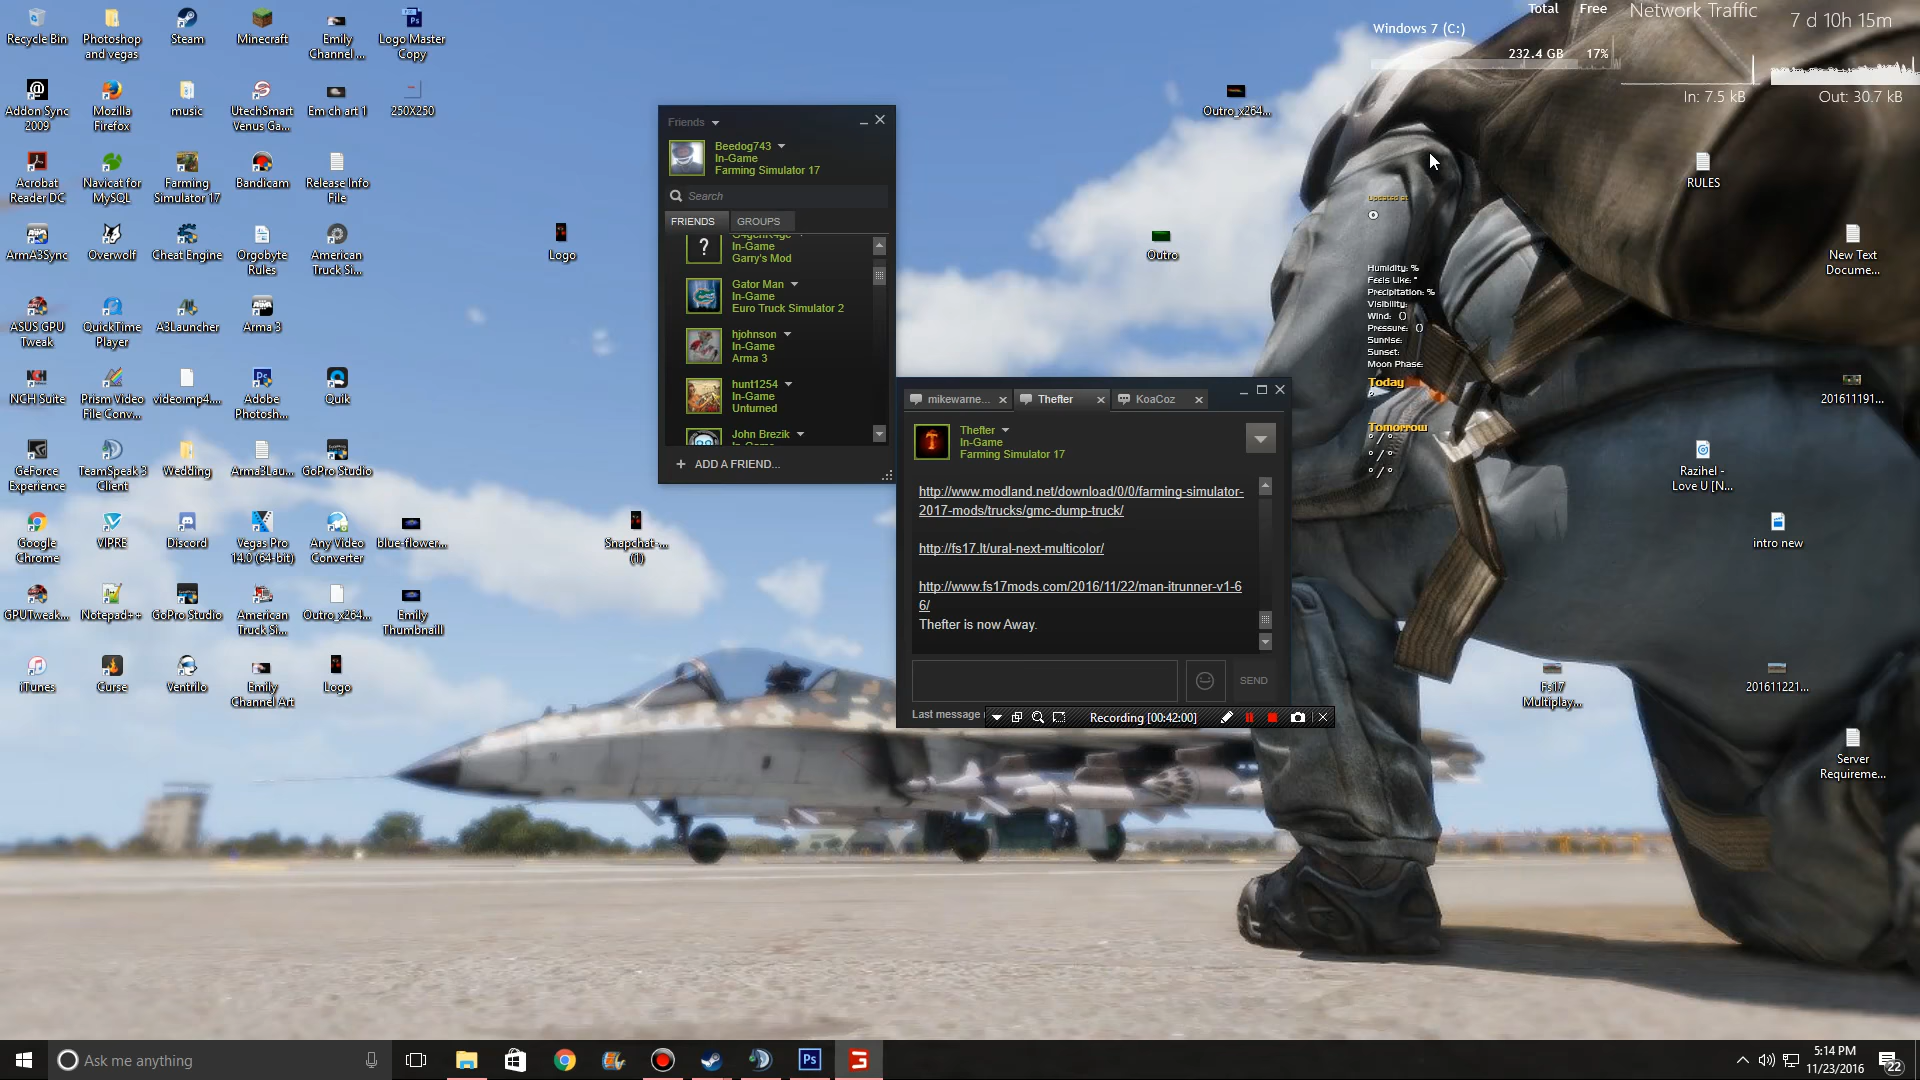 Recycle Bin
Photoshop and vegas
Steam
Minecraft
Emily Channel ...
Logo Master Copy
Addon Sync 2009
Mozilla Firefox
music
UtechSmart Venus Ga...
Em ch art 1
250X250
Acrobat Reader DC
Navicat for MySQL
Farming Simulator 17
Bandicam
Release Info File
ArmA3Sync
Overwolf
Cheat Engine
Orgobyte Rules
American Truck Si...
ASUS GPU Tweak
QuickTime Player
A3Launcher
Arma 3
NCH Suite
Prism Video File Conv...
video.mp4....
Adobe Photosh...
Quik
GeForce Experience
TeamSpeak 3 Client
Wedding
Arma3Lau...
GoPro Studio
Google Chrome
VIPRE
Discord
Vegas Pro 14.0 (64-bit)
Any Video Converter
blue-flower...
GPUTweak...
Notepad++
GoPro Studio
American Truck Si...
Outro_x264...
Emily Thumbnaill
iTunes
Curse
Ventrilo
Emily Channel Art
Logo
Logo
Snapchat-... (1)
Friends
Beedog743
In-Game
Farming Simulator 17
Search
FRIENDS
GROUPS
In-Game
Garry's Mod
Gator Man
In-Game
Euro Truck Simulator 2
hjohnson
In-Game
Arma 3
hunt1254
In-Game
Unturned
John Brezik
ADD A FRIEND...
mikewarne...
Thefter
KoaCoz
Thefter
In-Game
Farming Simulator 17
http://www.modland.net/download/0/0/farming-simulator-
2017-mods/trucks/gmc-dump-truck/
http://fs17.lt/ural-next-multicolor/
http://www.fs17mods.com/2016/11/22/man-itrunner-v1-6
6/
Thefter is now Away.
SEND
Last message
Recording [00:42:00]
Outro_x264...
Outro
Total
Free
Windows 7 (C:)
232.4 GB
17%
Network Traffic
In: 7.5 kB
7 d 10h 15m
Out: 30.7 kB
Updated at
Humidity: %
Feels Like: °
Precipitation: %
Visibility:
Wind: ()
Pressure: ()
Sunrise:
Sunset:
Moon Phase:
Today
°
Tomorrow
° / °
° / °
° / °
RULES
New Text Docume...
201611191...
Razihel - Love U [N...
intro new
Fs17 Multiplay...
201611221...
Server Requireme...
Ask me anything
5:14 PM
11/23/2016
22